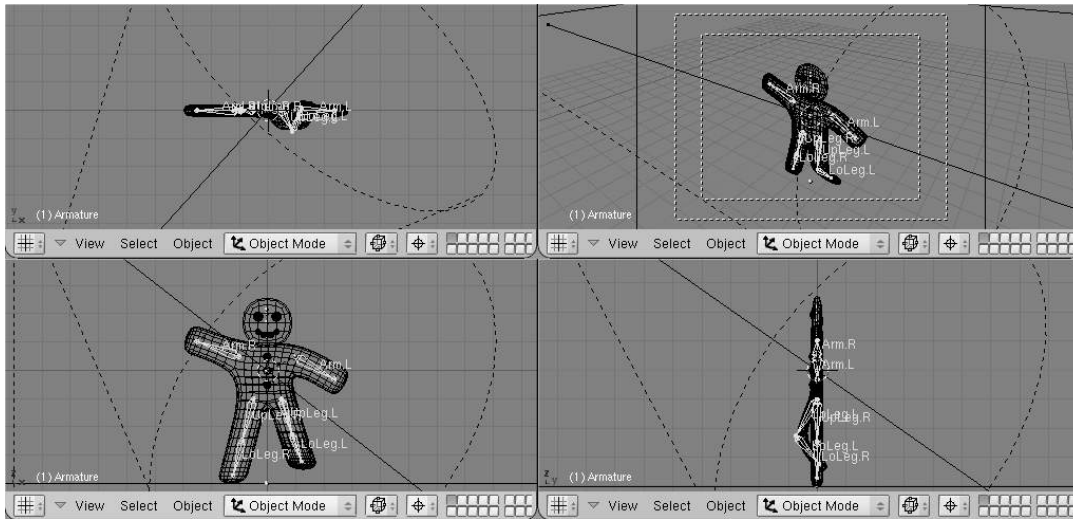 Arm.L
(1) Armature
View Select Object Object Mode
Arm.R
Arm.L
UpLeg.R
UpLeg.L
LoLeg.R
LoLeg.L
(1) Armature
View Select Object Object Mode
Arm.R
Arm.L
LoLeg.L
LoLeg.R
(1) Armature
View Select Object Object Mode
Arm.R
Arm.L
UpLeg.R
LoLeg.L
LoLeg.R
z
y
(1) Armature
View Select Object Object Mode